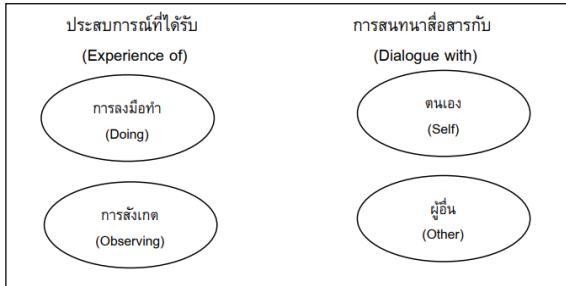 ประสบการณ์ที่ได้รับ
(Experience of)
การลงมือทำ
(Doing)
การสังเกต
(Observing)
การสนทนาสื่อสารกับ
(Dialogue with)
ตนเอง
(Self)
ผู้อื่น
(Other)